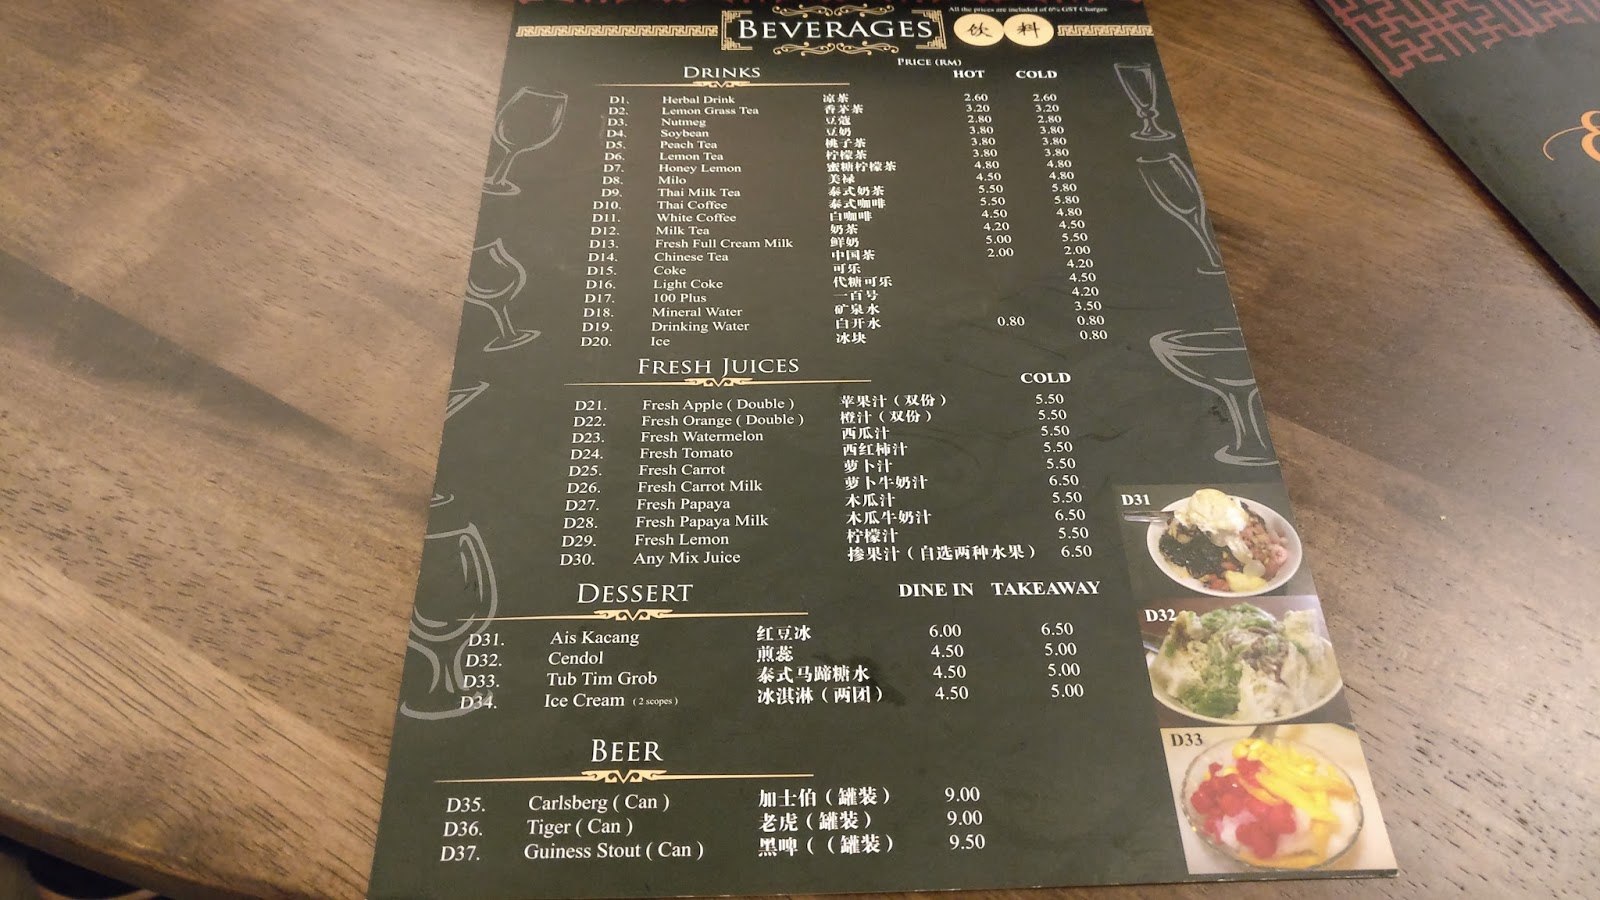 All the prices are included of 6% GST Charges
BEVERAGES 饮料
PRICE (RM)
DRINKS HOT COLD
D1. Herbal Drink 凉茶 2.60 2.60
D2. Lemon Grass Tea 香茅茶 3.20 3.20
D3. Nutmeg 豆蔻 2.80 2.80
D4. Soybean 豆奶 3.80 3.80
D5. Peach Tea 桃子茶 3.80 3.80
D6. Lemon Tea 柠檬茶 3.80 3.80
D7. Honey Lemon 蜜糖柠檬茶 4.80 4.80
D8. Milo 美禄 4.50 4.80
D9. Thai Milk Tea 泰式奶茶 5.50 5.80
D10. Thai Coffee 泰式咖啡 5.50 5.80
D11. White Coffee 白咖啡 4.50 4.80
D12. Milk Tea 奶茶 4.20 4.50
D13. Fresh Full Cream Milk 鲜奶 5.00 5.50
D14. Chinese Tea 中国茶 2.00 2.00
D15. Coke 可乐 4.20
D16. Light Coke 代糖可乐 4.50
D17. 100 Plus 一百号 4.20
D18. Mineral Water 矿泉水 3.50
D19. Drinking Water 白开水 0.80 0.80
D20. Ice 冰块 0.80
FRESH JUICES COLD
D21. Fresh Apple ( Double ) 苹果汁（双份） 5.50
D22. Fresh Orange ( Double ) 橙汁（双份） 5.50
D23. Fresh Watermelon 西瓜汁 5.50
D24. Fresh Tomato 西红柿汁 5.50
D25. Fresh Carrot 萝卜汁 5.50
D26. Fresh Carrot Milk 萝卜牛奶汁 6.50
D27. Fresh Papaya 木瓜汁 5.50
D28. Fresh Papaya Milk 木瓜牛奶汁 6.50
D29. Fresh Lemon 柠檬汁 5.50
D30. Any Mix Juice 掺果汁（自选两种水果） 6.50
DESSERT DINE IN TAKEAWAY
D31. Ais Kacang 红豆冰 6.00 6.50
D32. Cendol 煎蕊 4.50 5.00
D33. Tub Tim Grob 泰式马蹄糖水 4.50 5.00
D34. Ice Cream ( 2 scopes ) 冰淇淋（两团） 4.50 5.00
BEER
D35. Carlsberg ( Can ) 加士伯（罐装） 9.00
D36. Tiger ( Can ) 老虎（罐装） 9.00
D37. Guiness Stout ( Can ) 黑啤（（罐装） 9.50
D31
D32
D33